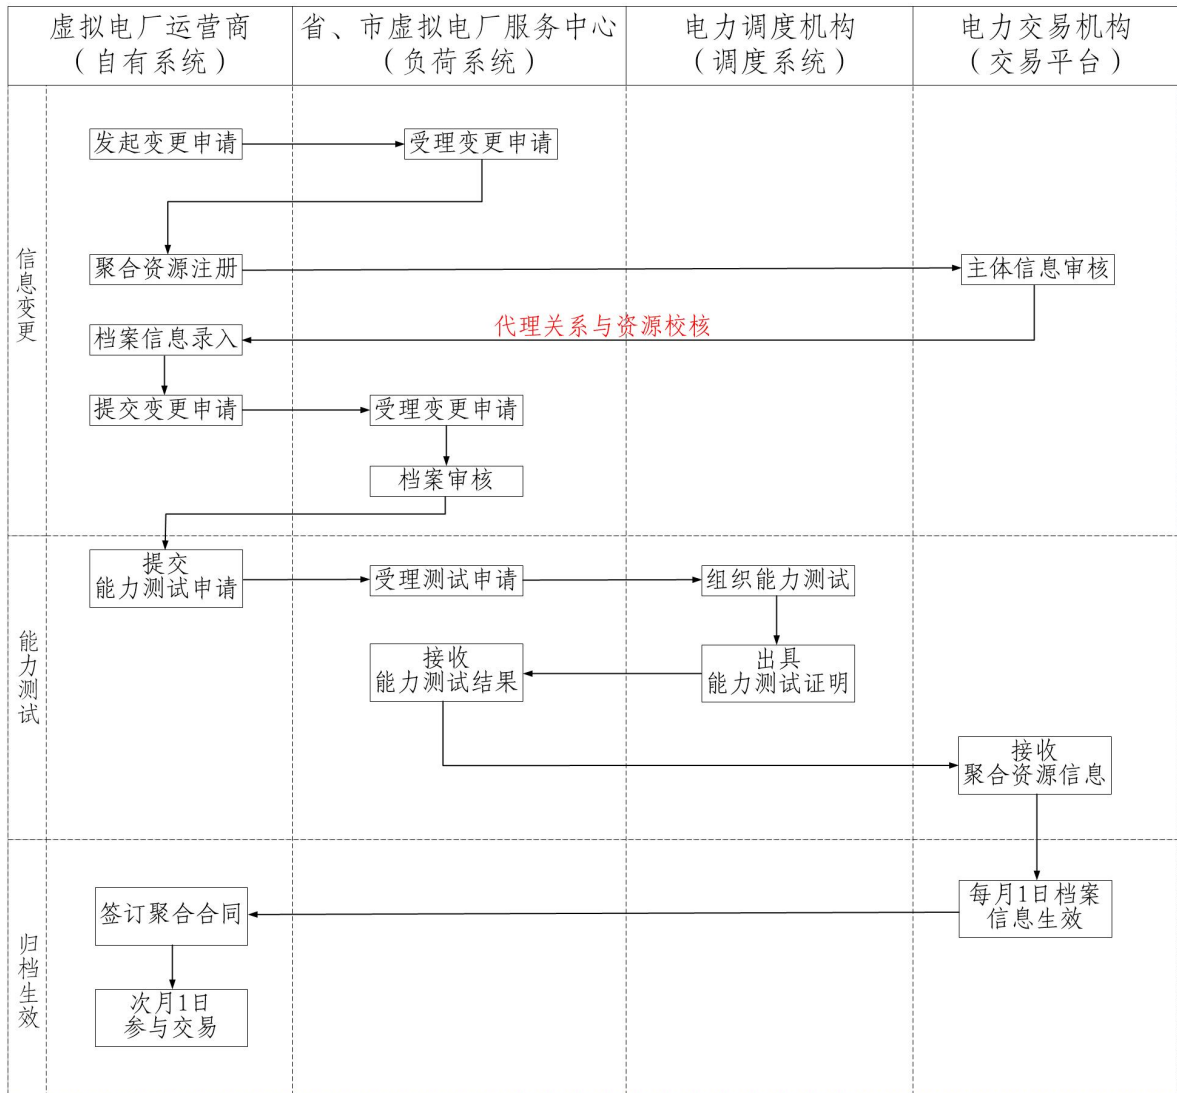 虚拟电厂运营商
（自有系统）
省、市虚拟电厂服务中心
（负荷系统）
电力调度机构
（调度系统）
电力交易机构
（交易平台）
信息变更
发起变更申请
受理变更申请
聚合资源注册
主体信息审核
代理关系与资源校核
档案信息录入
提交变更申请
受理变更申请
档案审核
能力测试
提交
能力测试申请
受理测试申请
组织能力测试
接收
能力测试结果
出具
能力测试证明
接收
聚合资源信息
归档生效
签订聚合合同
每月1日档案
信息生效
次月1日
参与交易